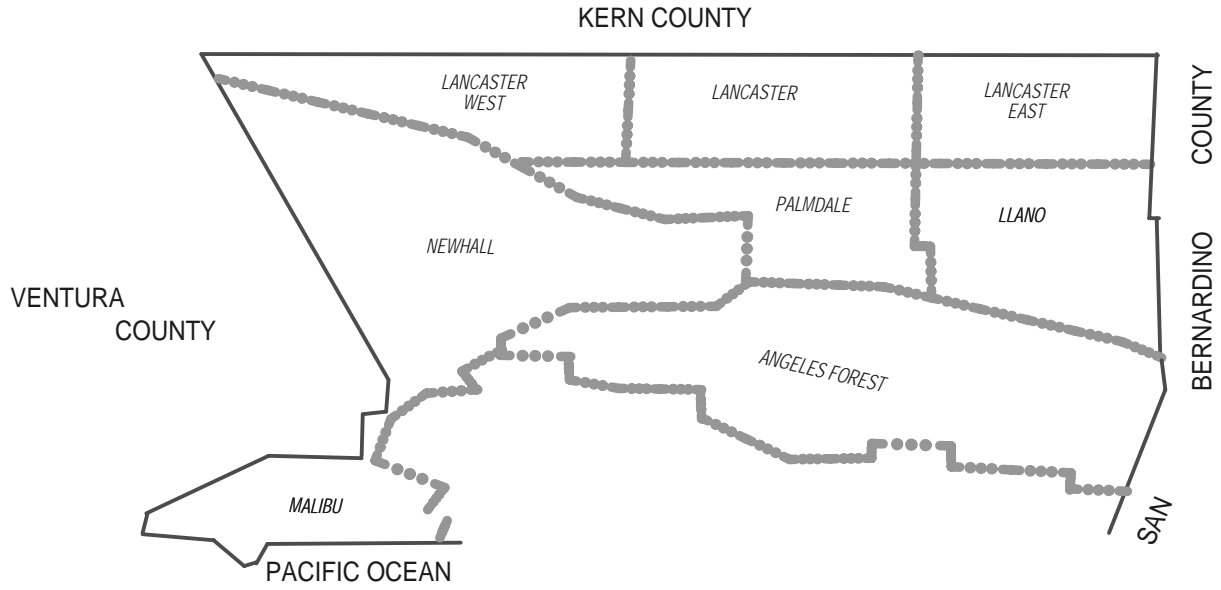 KERN COUNTY
LANCASTER
WEST
LANCASTER
LANCASTER
EAST
COUNTY
PALMDALE
LLANO
NEWHALL
VENTURA
COUNTY
BERNARDINO
ANGELES FOREST
MALIBU
SAN
PACIFIC OCEAN